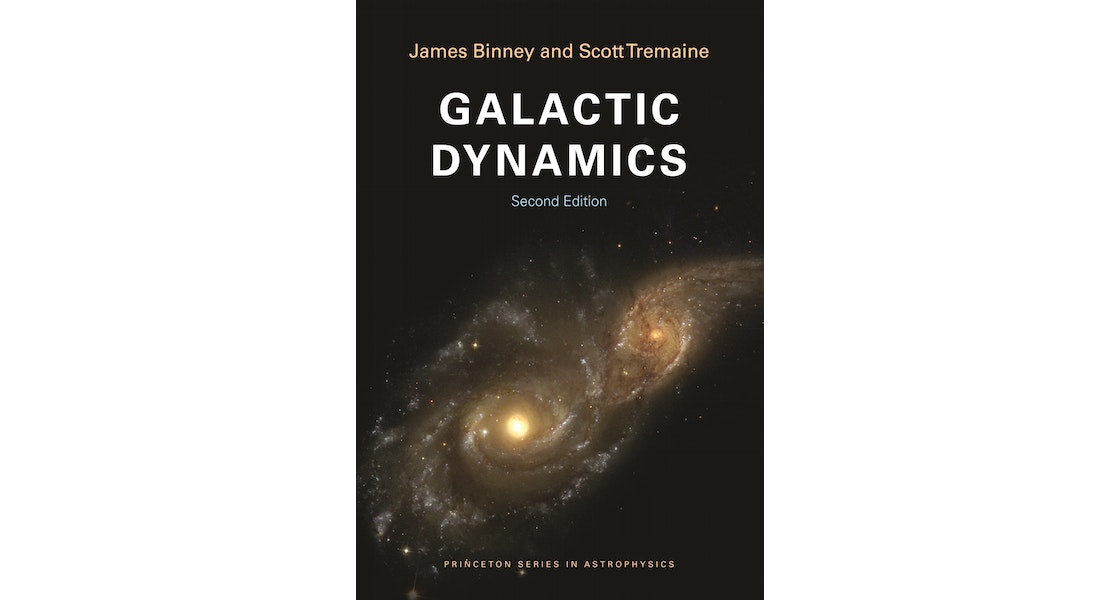 James Binney and Scott Tremaine
GALACTIC
DYNAMICS
Second Edition
PRINCETON SERIES IN ASTROPHYSICS